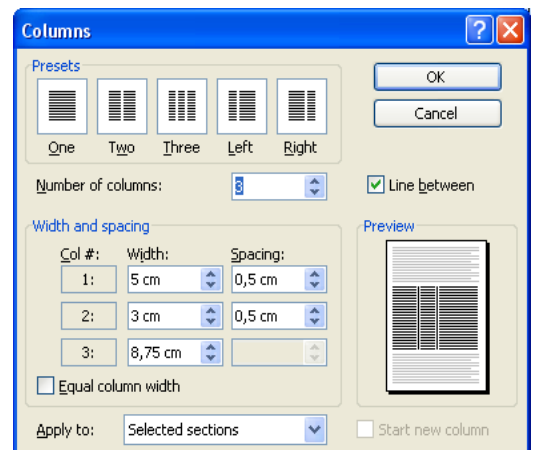 Columns
Presets
One Two Three Left Right
OK
Cancel
Number of columns: 3
Line between
Width and spacing
Col #: Width: Spacing:
1: 5 cm 0,5 cm
2: 3 cm 0,5 cm
3: 8,75 cm
Equal column width
Preview
Apply to: Selected sections
Start new column